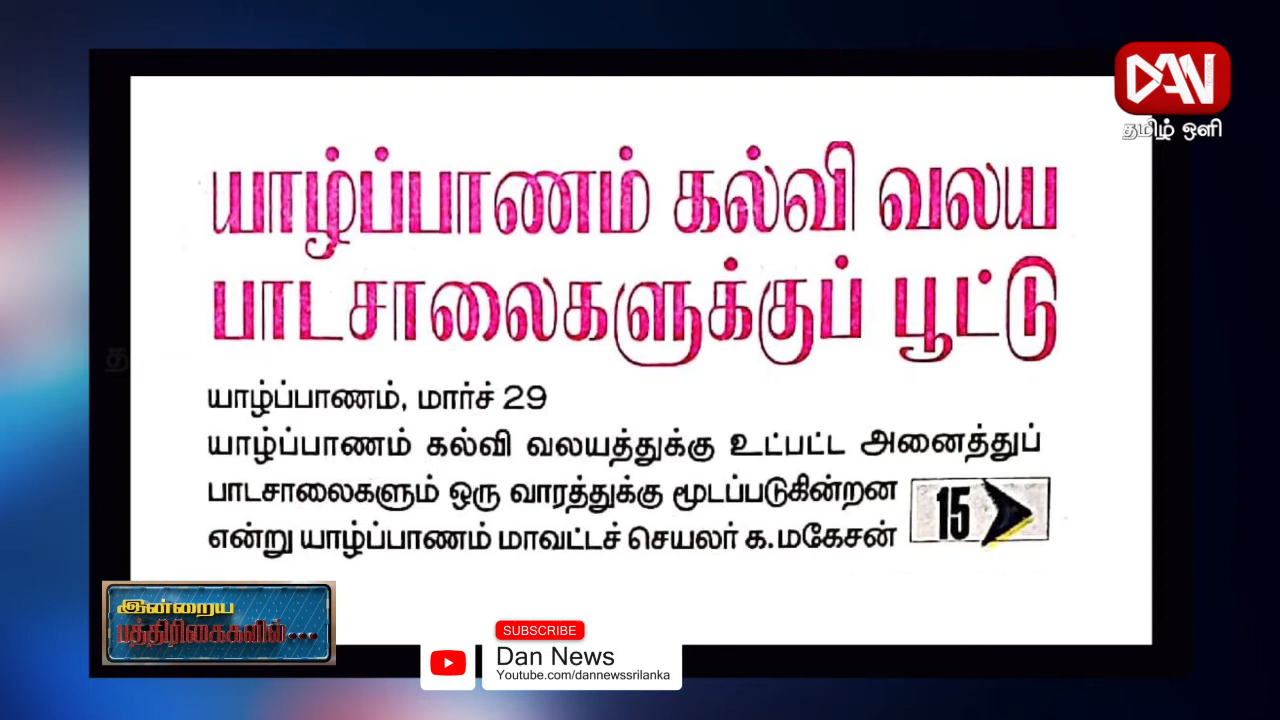 DAN
தமிழ் ஒளி
யாழ்ப்பாணம் கல்வி வலய
பாடசாலைகளுக்குப் பூட்டு
யாழ்ப்பாணம், மார்ச் 29
யாழ்ப்பாணம் கல்வி வலயத்துக்கு உட்பட்ட அனைத்துப்
பாடசாலைகளும் ஒரு வாரத்துக்கு மூடப்படுகின்றன
என்று யாழ்ப்பாணம் மாவட்டச் செயலர் க.மகேசன்
15
இன்றைய
பத்திரிகைகளில்...
SUBSCRIBE
Dan News
Youtube.com/dannewssrilanka